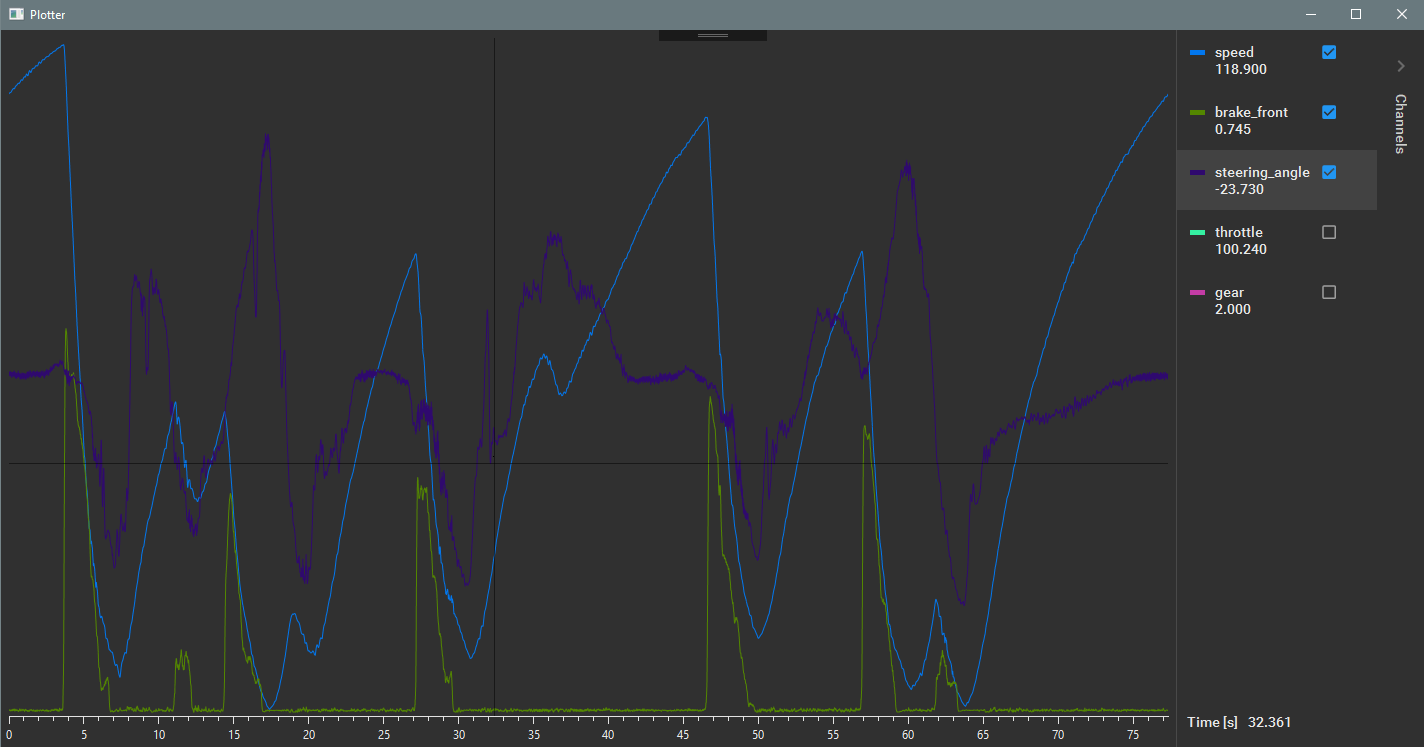 Plotter
speed
118.900
brake_front
0.745
steering_angle
-23.730
throttle
100.240
gear
2.000
Channels
0 5 10 15 20 25 30 35 40 45 50 55 60 65 70 75
Time [s] 32.361